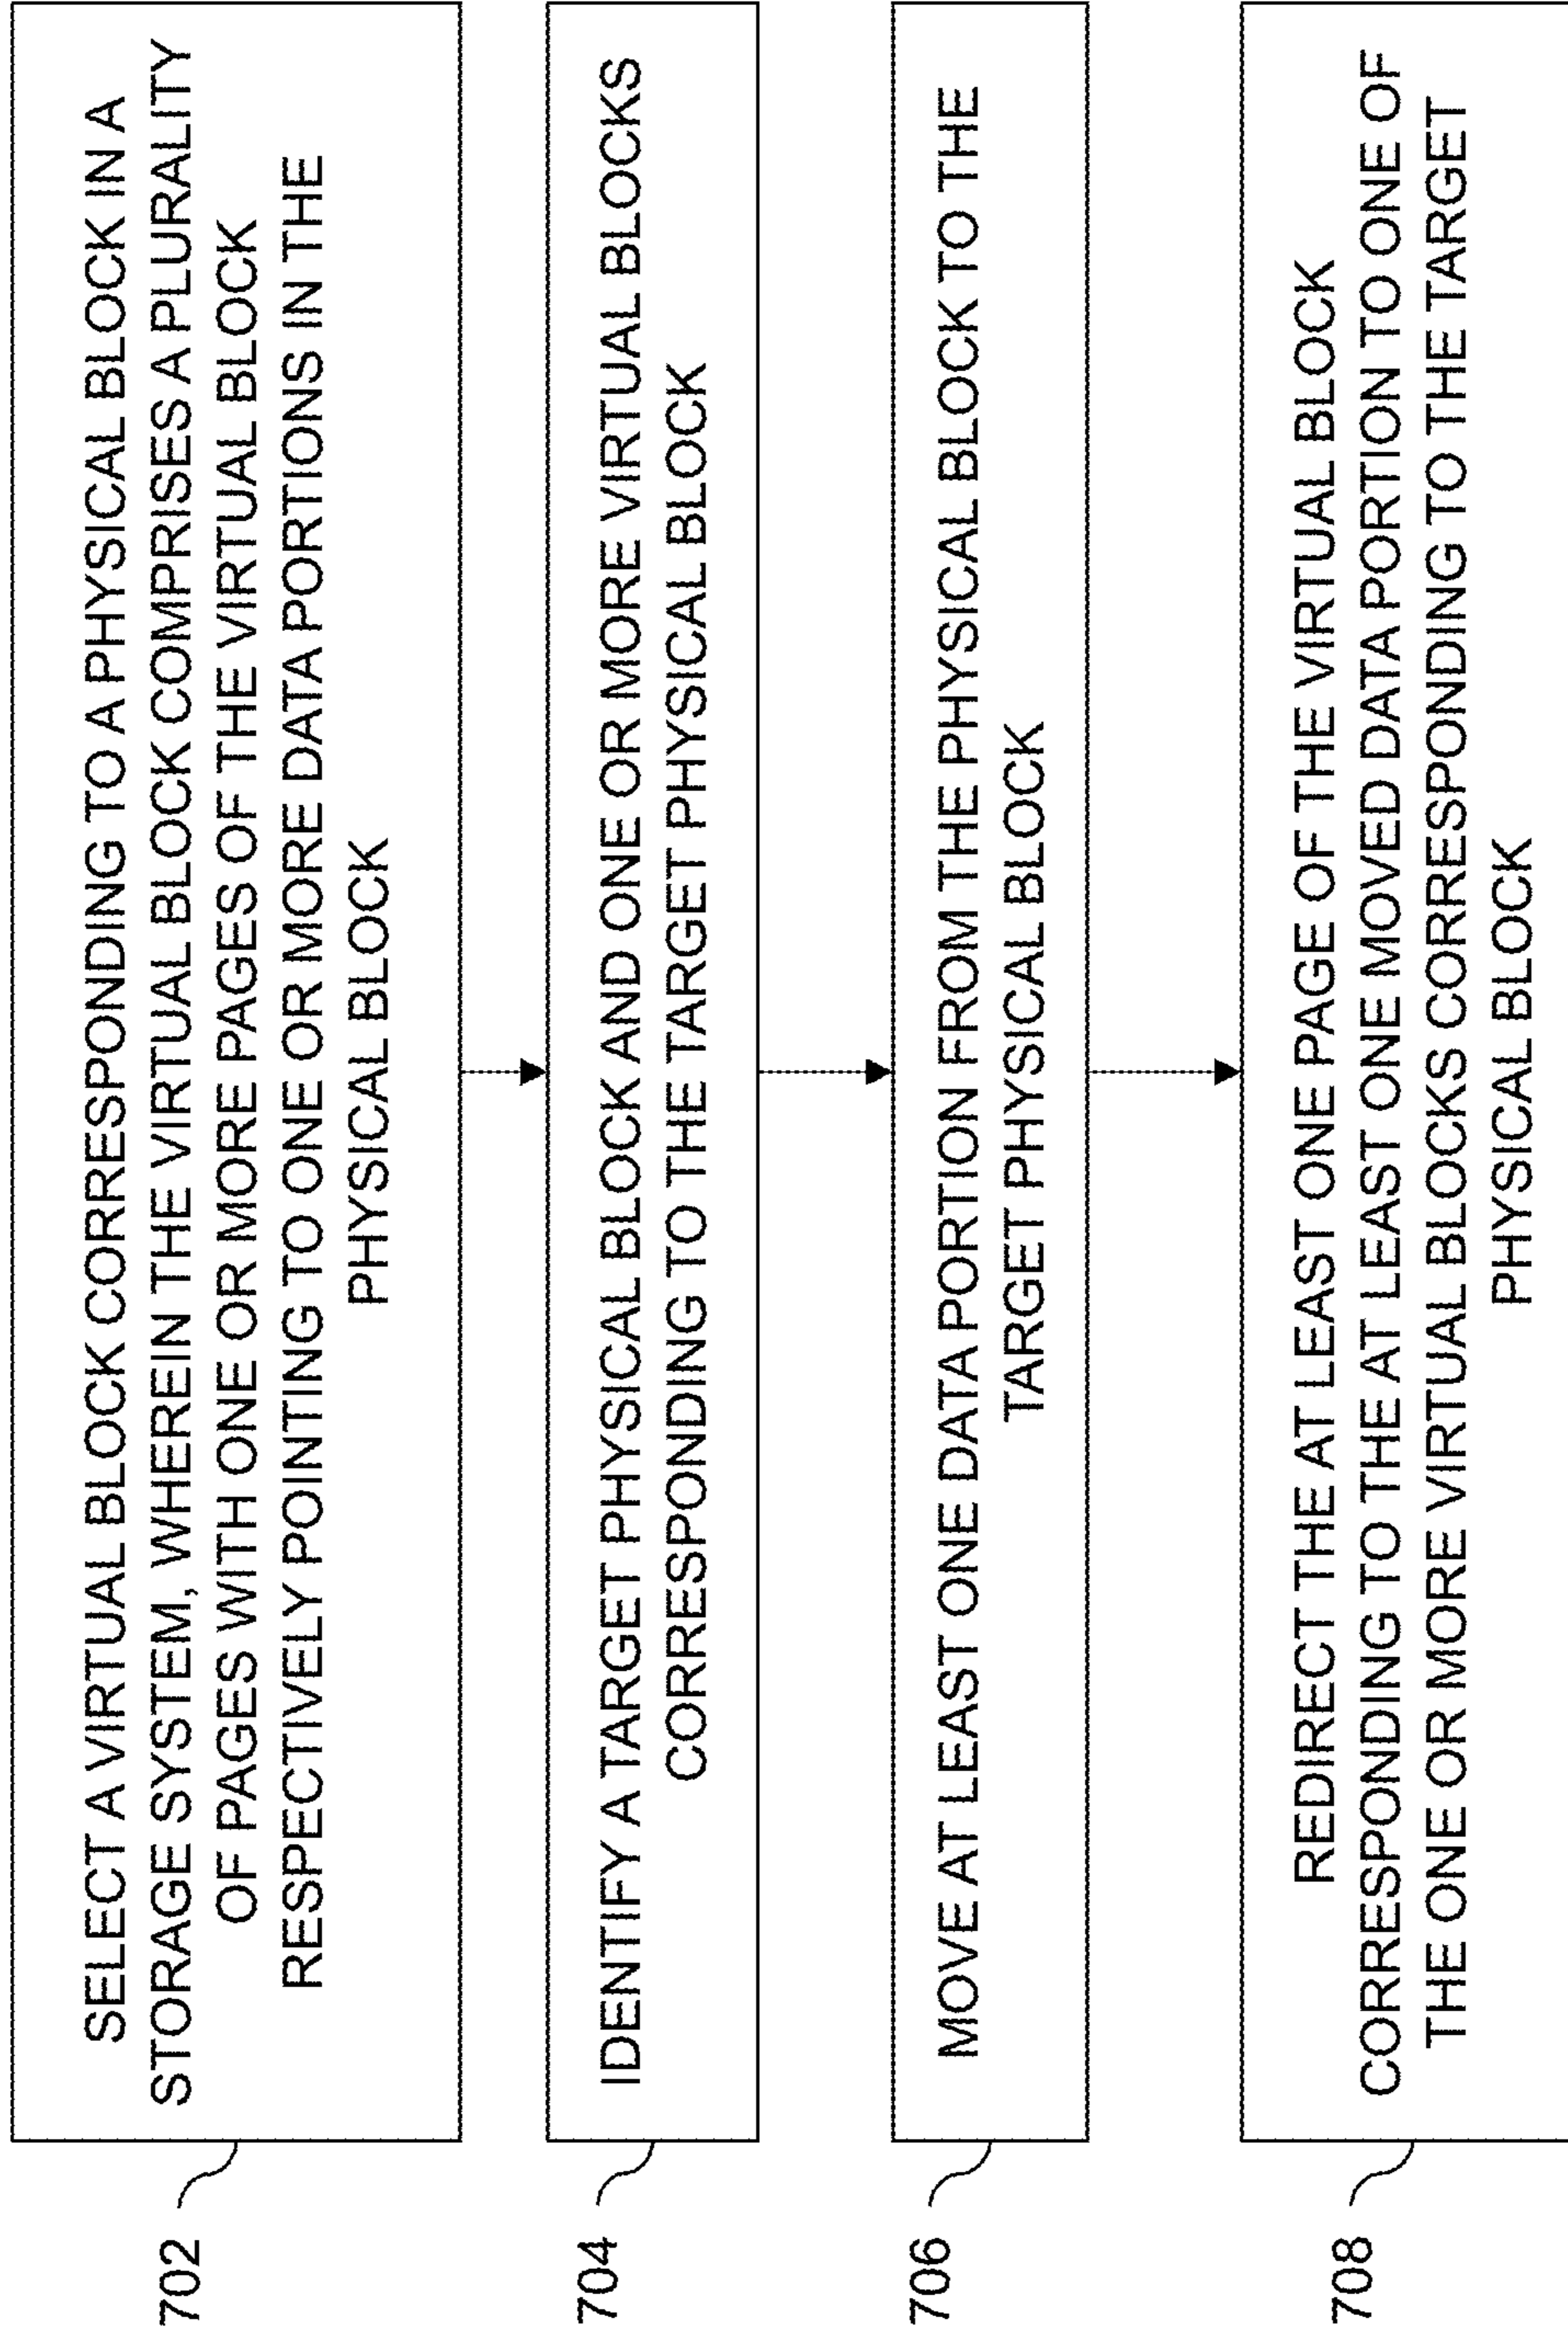 702
SELECT A VIRTUAL BLOCK CORRESPONDING TO A PHYSICAL BLOCK IN A
STORAGE SYSTEM, WHEREIN THE VIRTUAL BLOCK COMPRISES A PLURALITY
OF PAGES WITH ONE OR MORE PAGES OF THE VIRTUAL BLOCK
RESPECTIVELY POINTING TO ONE OR MORE DATA PORTIONS IN THE
PHYSICAL BLOCK
704
IDENTIFY A TARGET PHYSICAL BLOCK AND ONE OR MORE VIRTUAL BLOCKS
CORRESPONDING TO THE TARGET PHYSICAL BLOCK
706
MOVE AT LEAST ONE DATA PORTION FROM THE PHYSICAL BLOCK TO THE
TARGET PHYSICAL BLOCK
708
REDIRECT THE AT LEAST ONE PAGE OF THE VIRTUAL BLOCK
CORRESPONDING TO THE AT LEAST ONE MOVED DATA PORTION TO ONE OF
THE ONE OR MORE VIRTUAL BLOCKS CORRESPONDING TO THE TARGET
PHYSICAL BLOCK